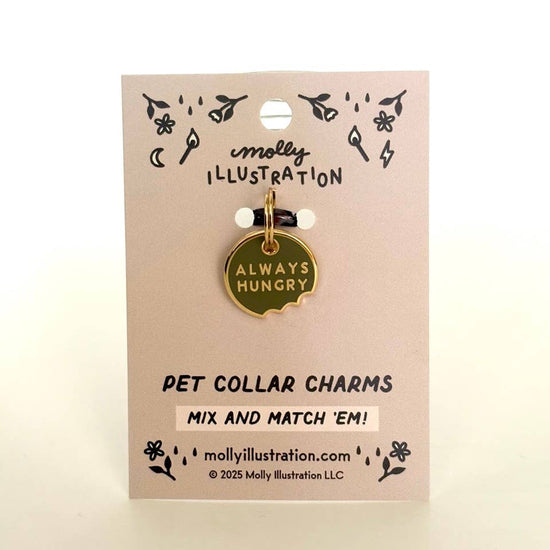 molly
ILLUSTRATION
ALWAYS
HUNGRY
PET COLLAR CHARMS
MIX AND MATCH 'EM!
mollyillustration.com
© 2025 Molly Illustration LLC